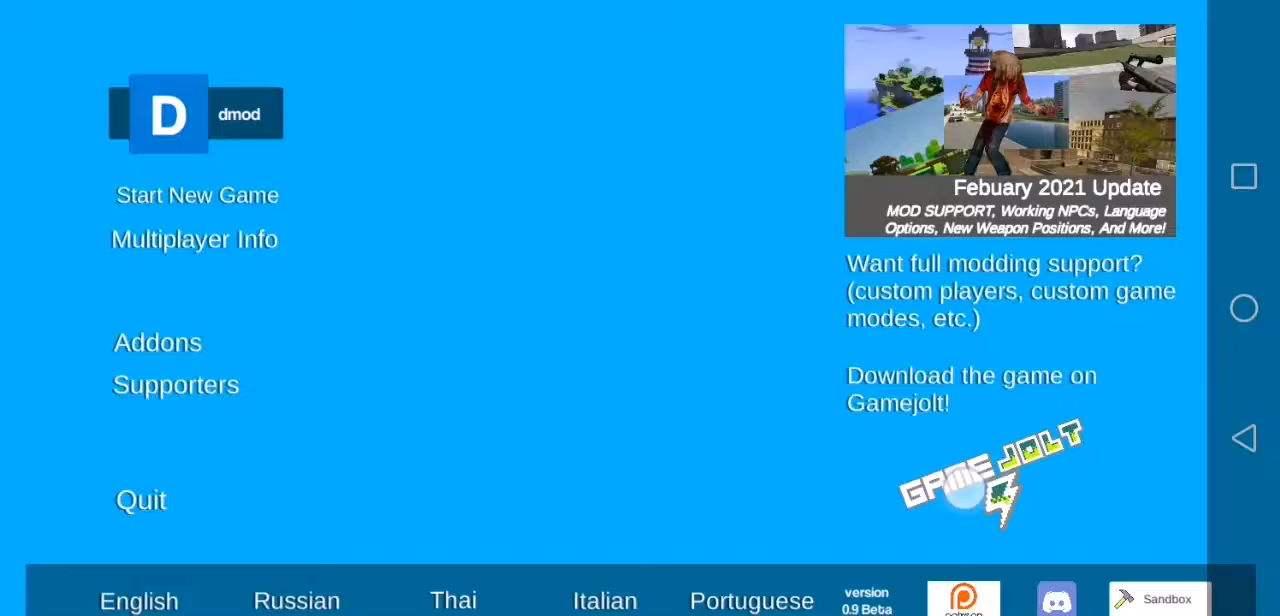 D dmod
Start New Game
Multiplayer Info
Addons
Supporters
Quit
Febuary 2021 Update
MOD SUPPORT, Working NPCs, Language
Options, New Weapon Positions, And More!
Want full modding support?
(custom players, custom game
modes, etc.)
Download the game on
Gamejolt!
GAME JOLT
English Russian Thai Italian Portuguese
version
0.9 Beta
patreon
Sandbox